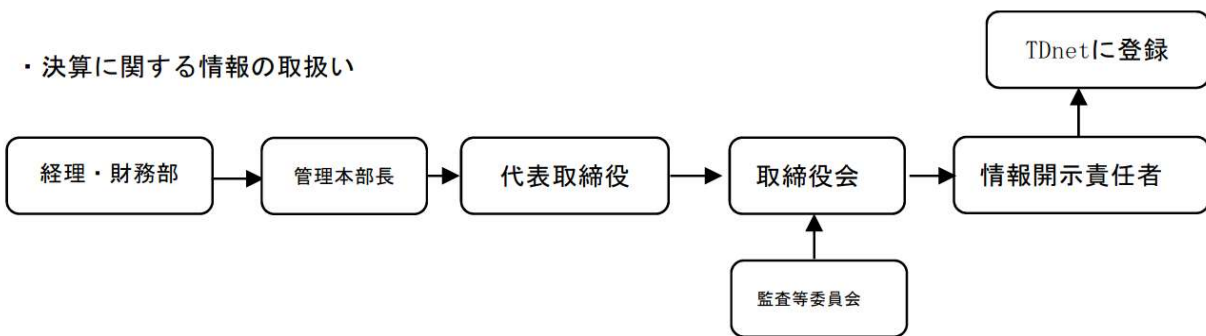 ・決算に関する情報の取扱い
TDnetに登録
経理・財務部
管理本部長
代表取締役
取締役会
情報開示責任者
監査等委員会